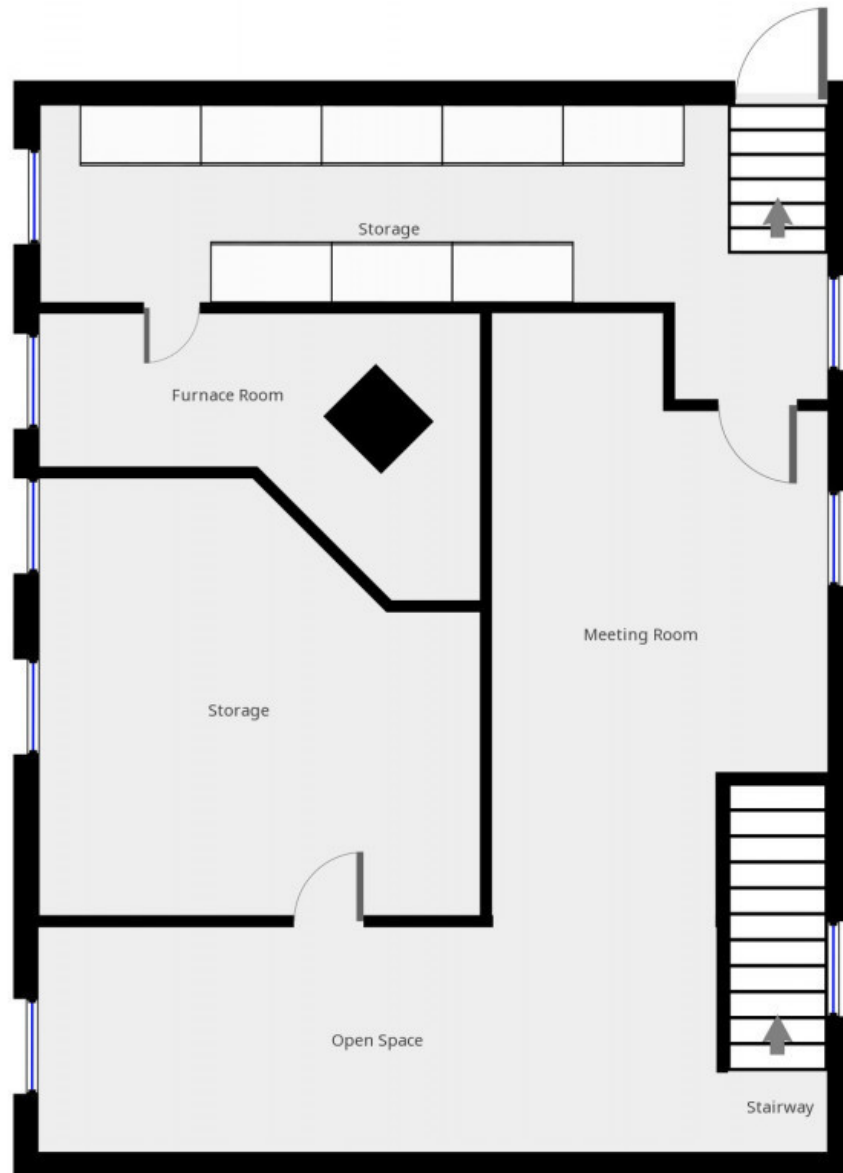 Storage
Furnace Room
Meeting Room
Storage
Open Space
Stairway